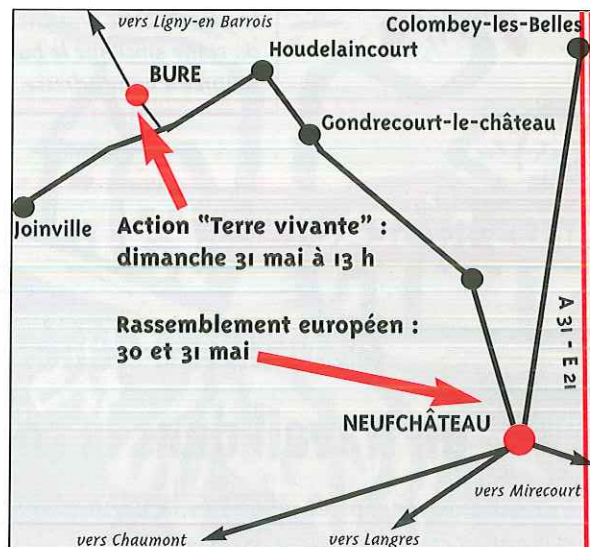 vers Ligny-en Barrois
Colombey-les-Belles
Houdelaincourt
BURE
Gondrecourt-le-château
Joinville
Action "Terre vivante" :
dimanche 31 mai à 13 h
Rassemblement européen :
30 et 31 mai
A 31 - E 21
NEUFCHÂTEAU
vers Mirecourt
vers Chaumont
vers Langres